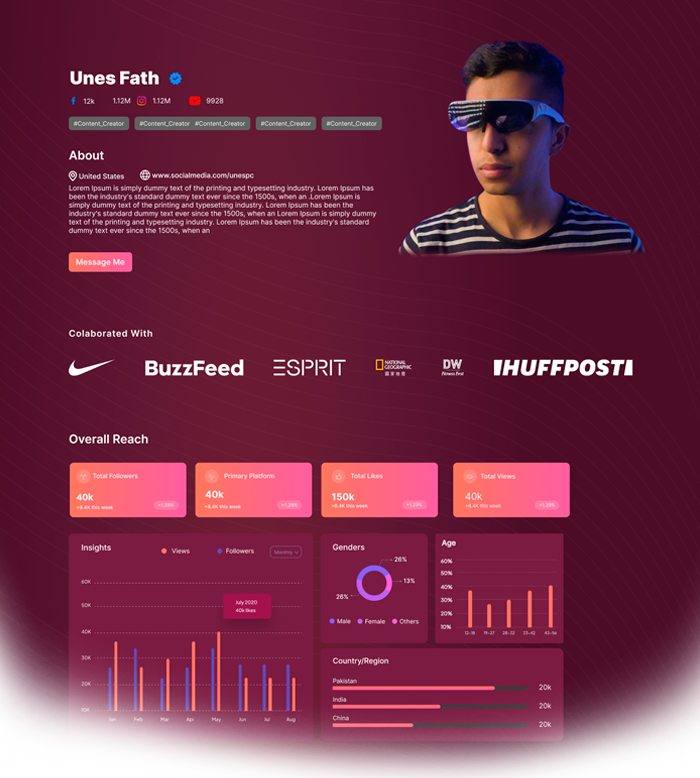 Unes Fath
12k 1.12M 1.12M 9928
#Content_Creator #Content_Creator #Content_Creator #Content_Creator #Content_Creator
About
United States www.socialmedia.com/unespc
Lorem Ipsum is simply dummy text of the printing and typesetting industry. Lorem Ipsum has
been the industry's standard dummy text ever since the 1500s, when an .Lorem Ipsum is
simply dummy text of the printing and typesetting industry. Lorem Ipsum has been the
industry's standard dummy text ever since the 1500s, when an Lorem Ipsum is simply dummy
text of the printing and typesetting industry. Lorem Ipsum has been the industry's standard
dummy text ever since the 1500s, when an
Message Me
Colaborated With
BuzzFeed
ESPRIT
NATIONAL
GEOGRAPHIC
DW
Fitness First
HUFFPOST
Overall Reach
Total Followers
40k
+8.4K this week
+1.29%
Primary Platform
40k
+8.4K this week
+1.29%
Total Likes
150k
+8.4K this week
+1.29%
Total Views
40k
+8.4K this week
+1.29%
Insights
Views Followers Monthly
60K
50K
40K
30K
20K
10K
July 2020
40k likes
Jan Feb Mar Apr May Jun Jul Aug
Genders
26%
13%
26%
Male Female Others
Age
60%
50%
40%
30%
20%
10%
12-18 19-27 28-32 33-42 43-56
Country/Region
Pakistan
20k
India
20k
China
20k